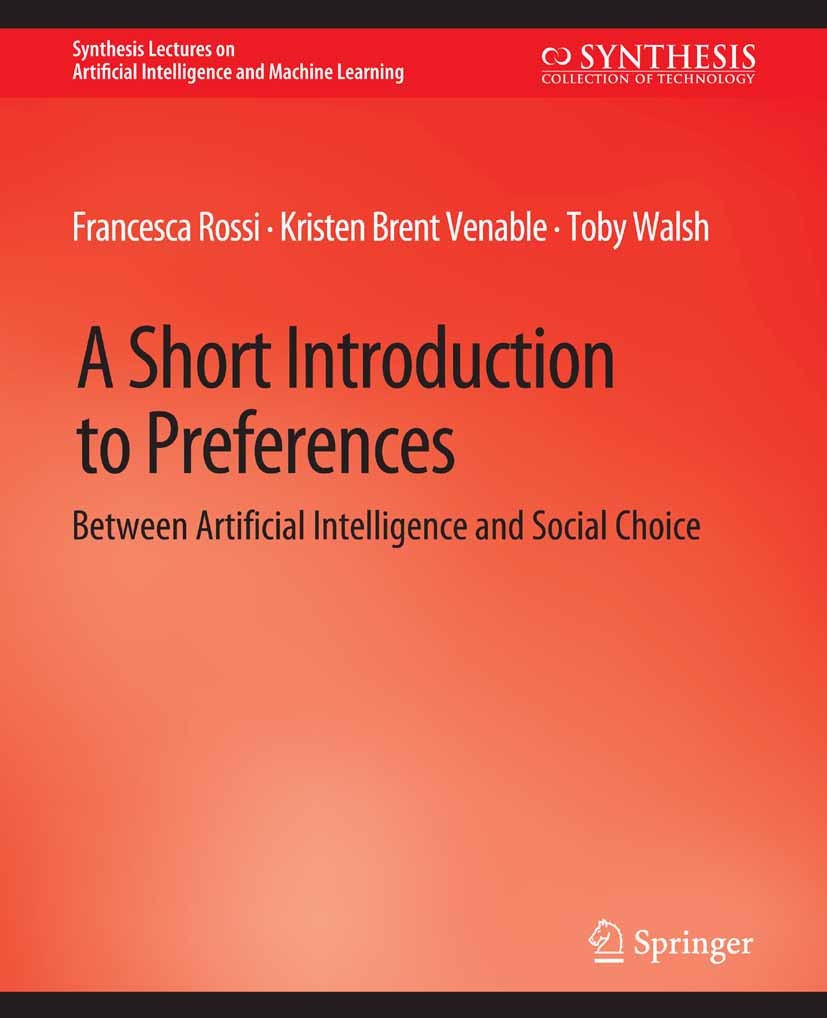 Synthesis Lectures on
Artificial Intelligence and Machine Learning
SYNTHESIS
COLLECTION OF TECHNOLOGY
Francesca Rossi · Kristen Brent Venable · Toby Walsh
A Short Introduction
to Preferences
Between Artificial Intelligence and Social Choice
Springer